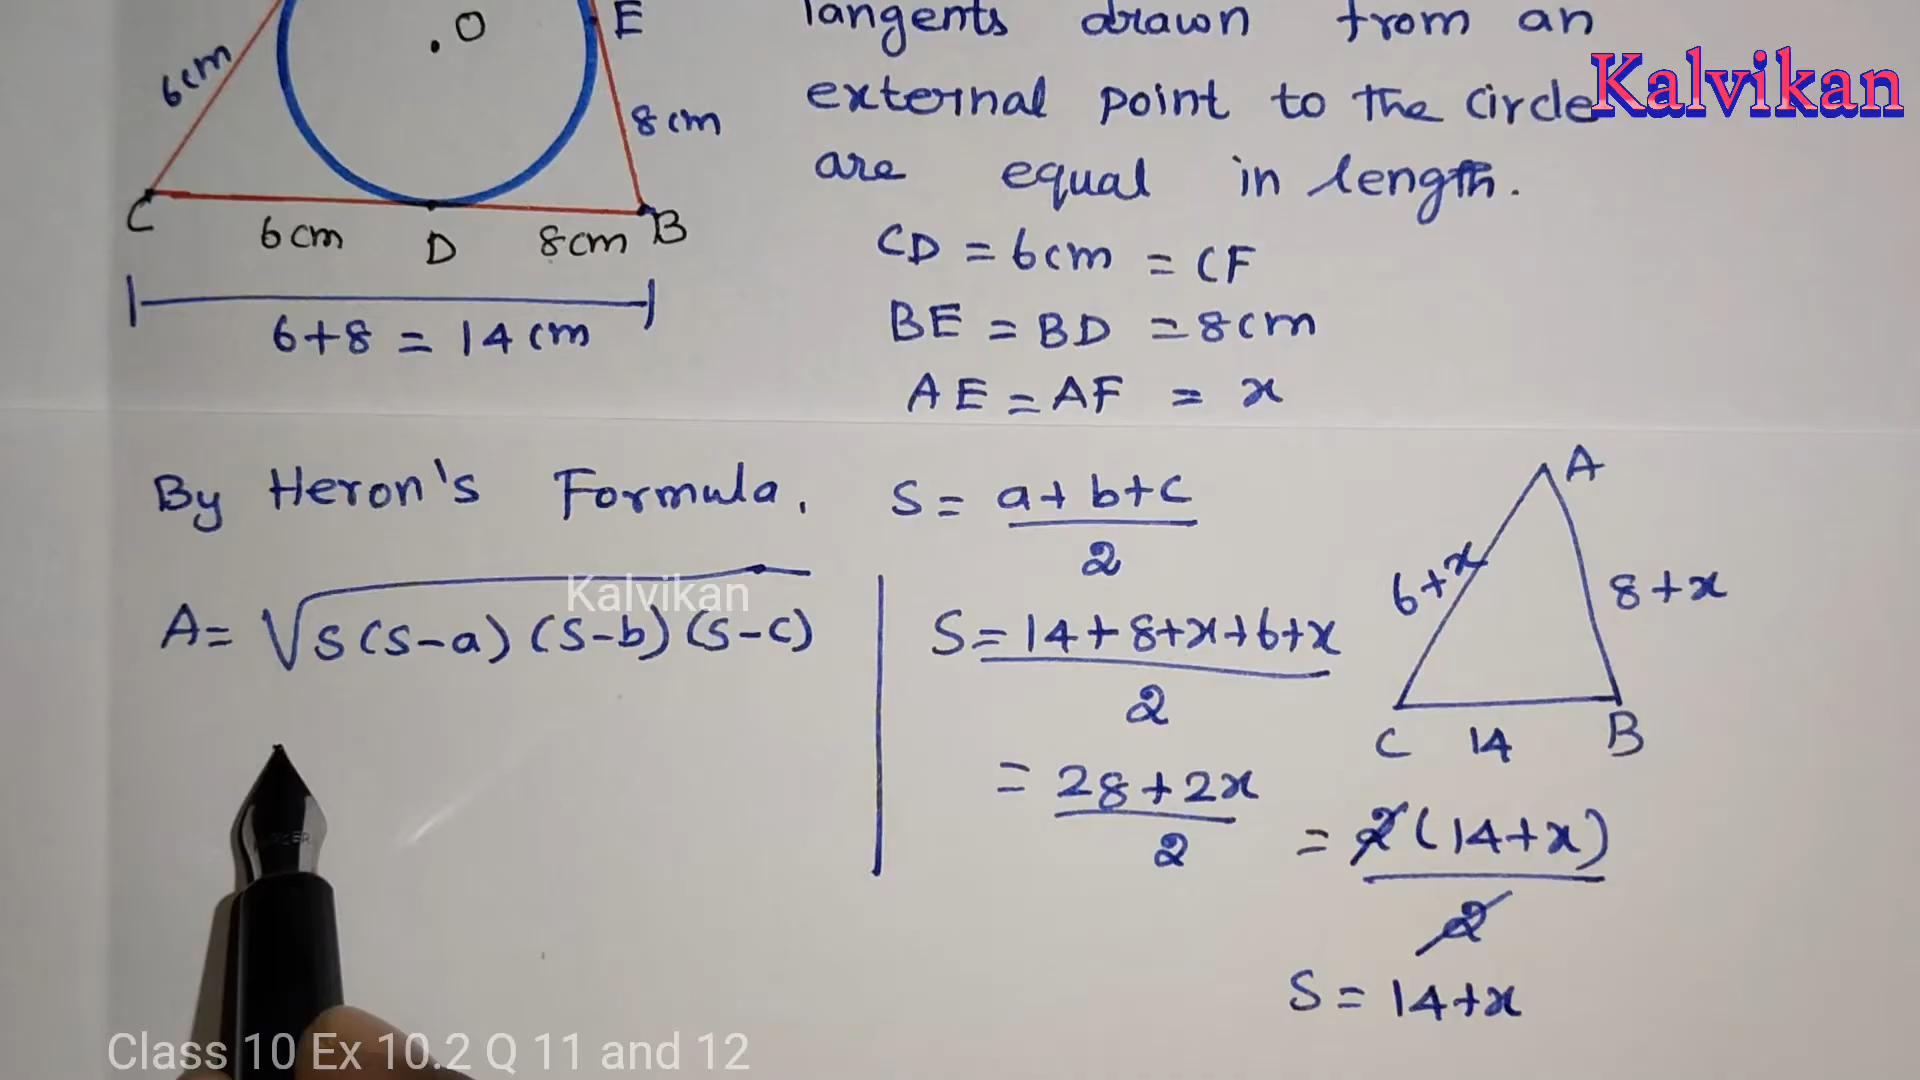 . O
E
6cm
8cm
C
6cm
D
8cm
B
6+8 = 14cm
Tangents drawn from an
external point to the circle
are equal in length.
Kalvikan
CD = 6cm = CF
BE = BD = 8cm
AE = AF = x
By Heron's Formula,
S = a+b+c
2
A = √S(S-a)(S-b)(S-c)
Kalvikan
S = 14+8+x+6+x
2
= 28+2x
2
= 2(14+x)
2
S = 14+x
A
6+x
8+x
C
14
B
Class 10 Ex 10.2 Q 11 and 12